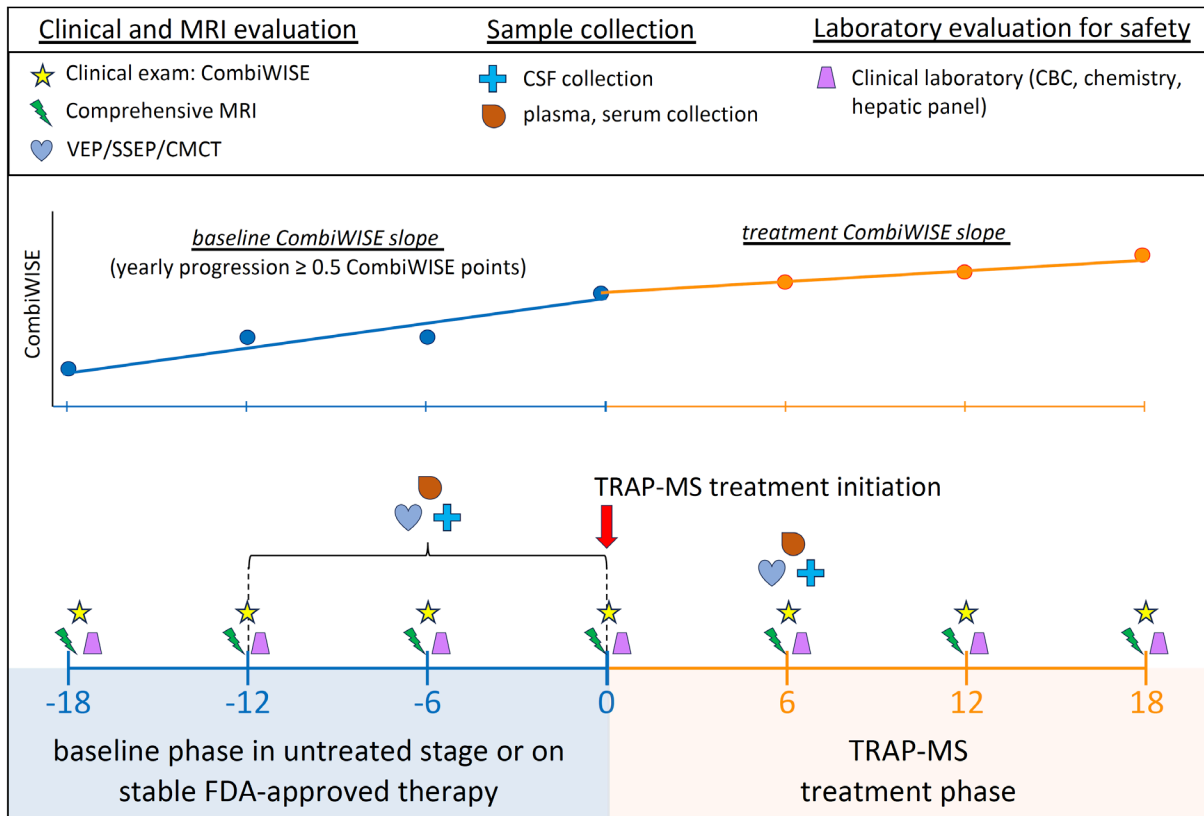 Clinical and MRI evaluation
Sample collection
Laboratory evaluation for safety
Clinical exam: CombiWISE
Comprehensive MRI
VEP/SSEP/CMCT
CSF collection
plasma, serum collection
Clinical laboratory (CBC, chemistry,
hepatic panel)
CombiWISE
baseline CombiWISE slope
(yearly progression ≥ 0.5 CombiWISE points)
treatment CombiWISE slope
TRAP-MS treatment initiation
-18 -12 -6 0 6 12 18
baseline phase in untreated stage or on
stable FDA-approved therapy
TRAP-MS
treatment phase